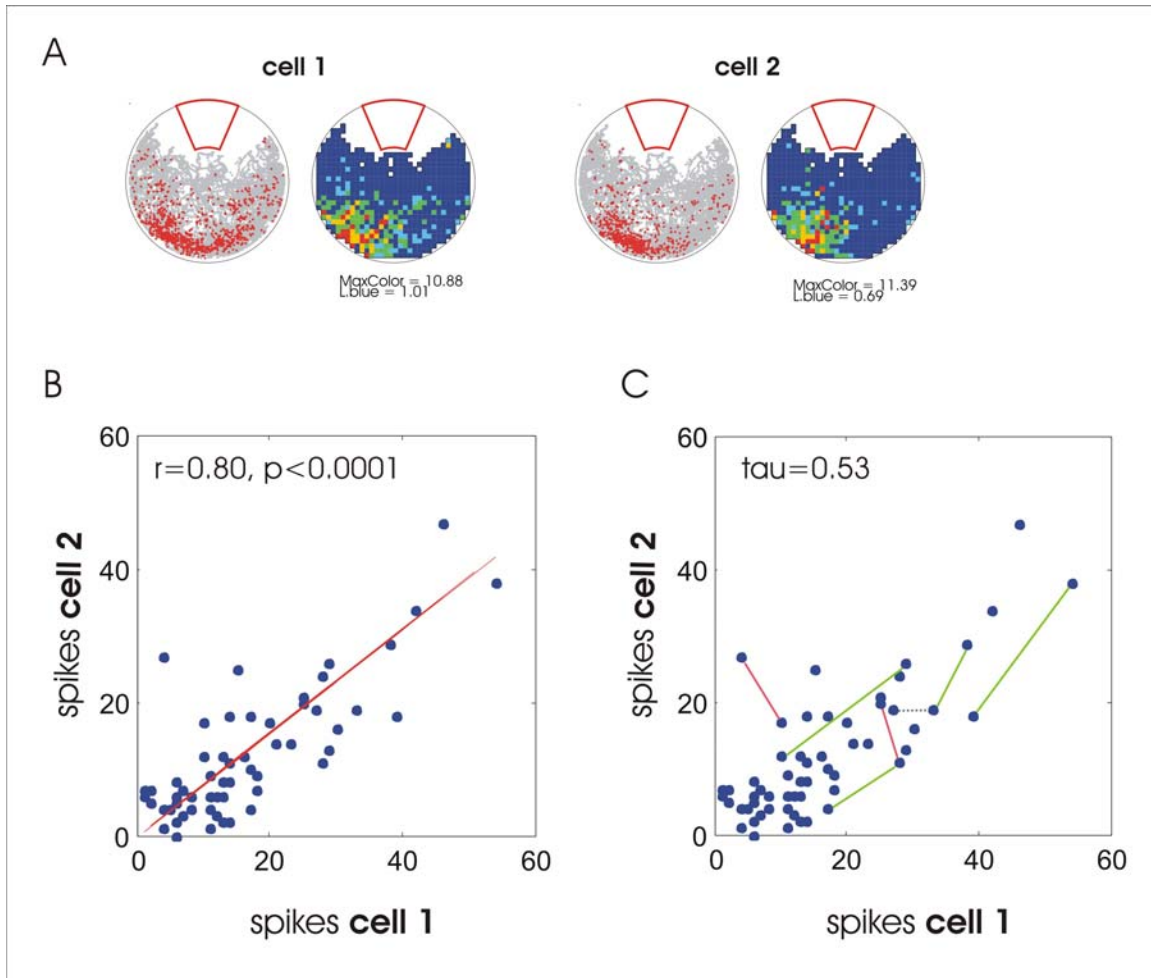 A
cell 1
cell 2
MaxColor = 10.88
L.blue = 1.01
MaxColor = 11.39
L.blue = 0.69
B
60
40
20
0
r=0.80, p<0.0001
spikes cell 2
0 20 40 60
spikes cell 1
C
60
40
20
0
tau=0.53
spikes cell 2
0 20 40 60
spikes cell 1